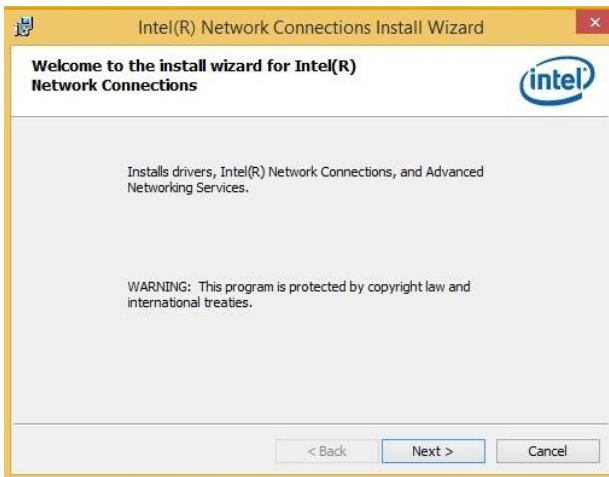 Intel(R) Network Connections Install Wizard
Welcome to the install wizard for Intel(R)
Network Connections
intel
Installs drivers, Intel(R) Network Connections, and Advanced
Networking Services.
WARNING: This program is protected by copyright law and
international treaties.
< Back
Next >
Cancel